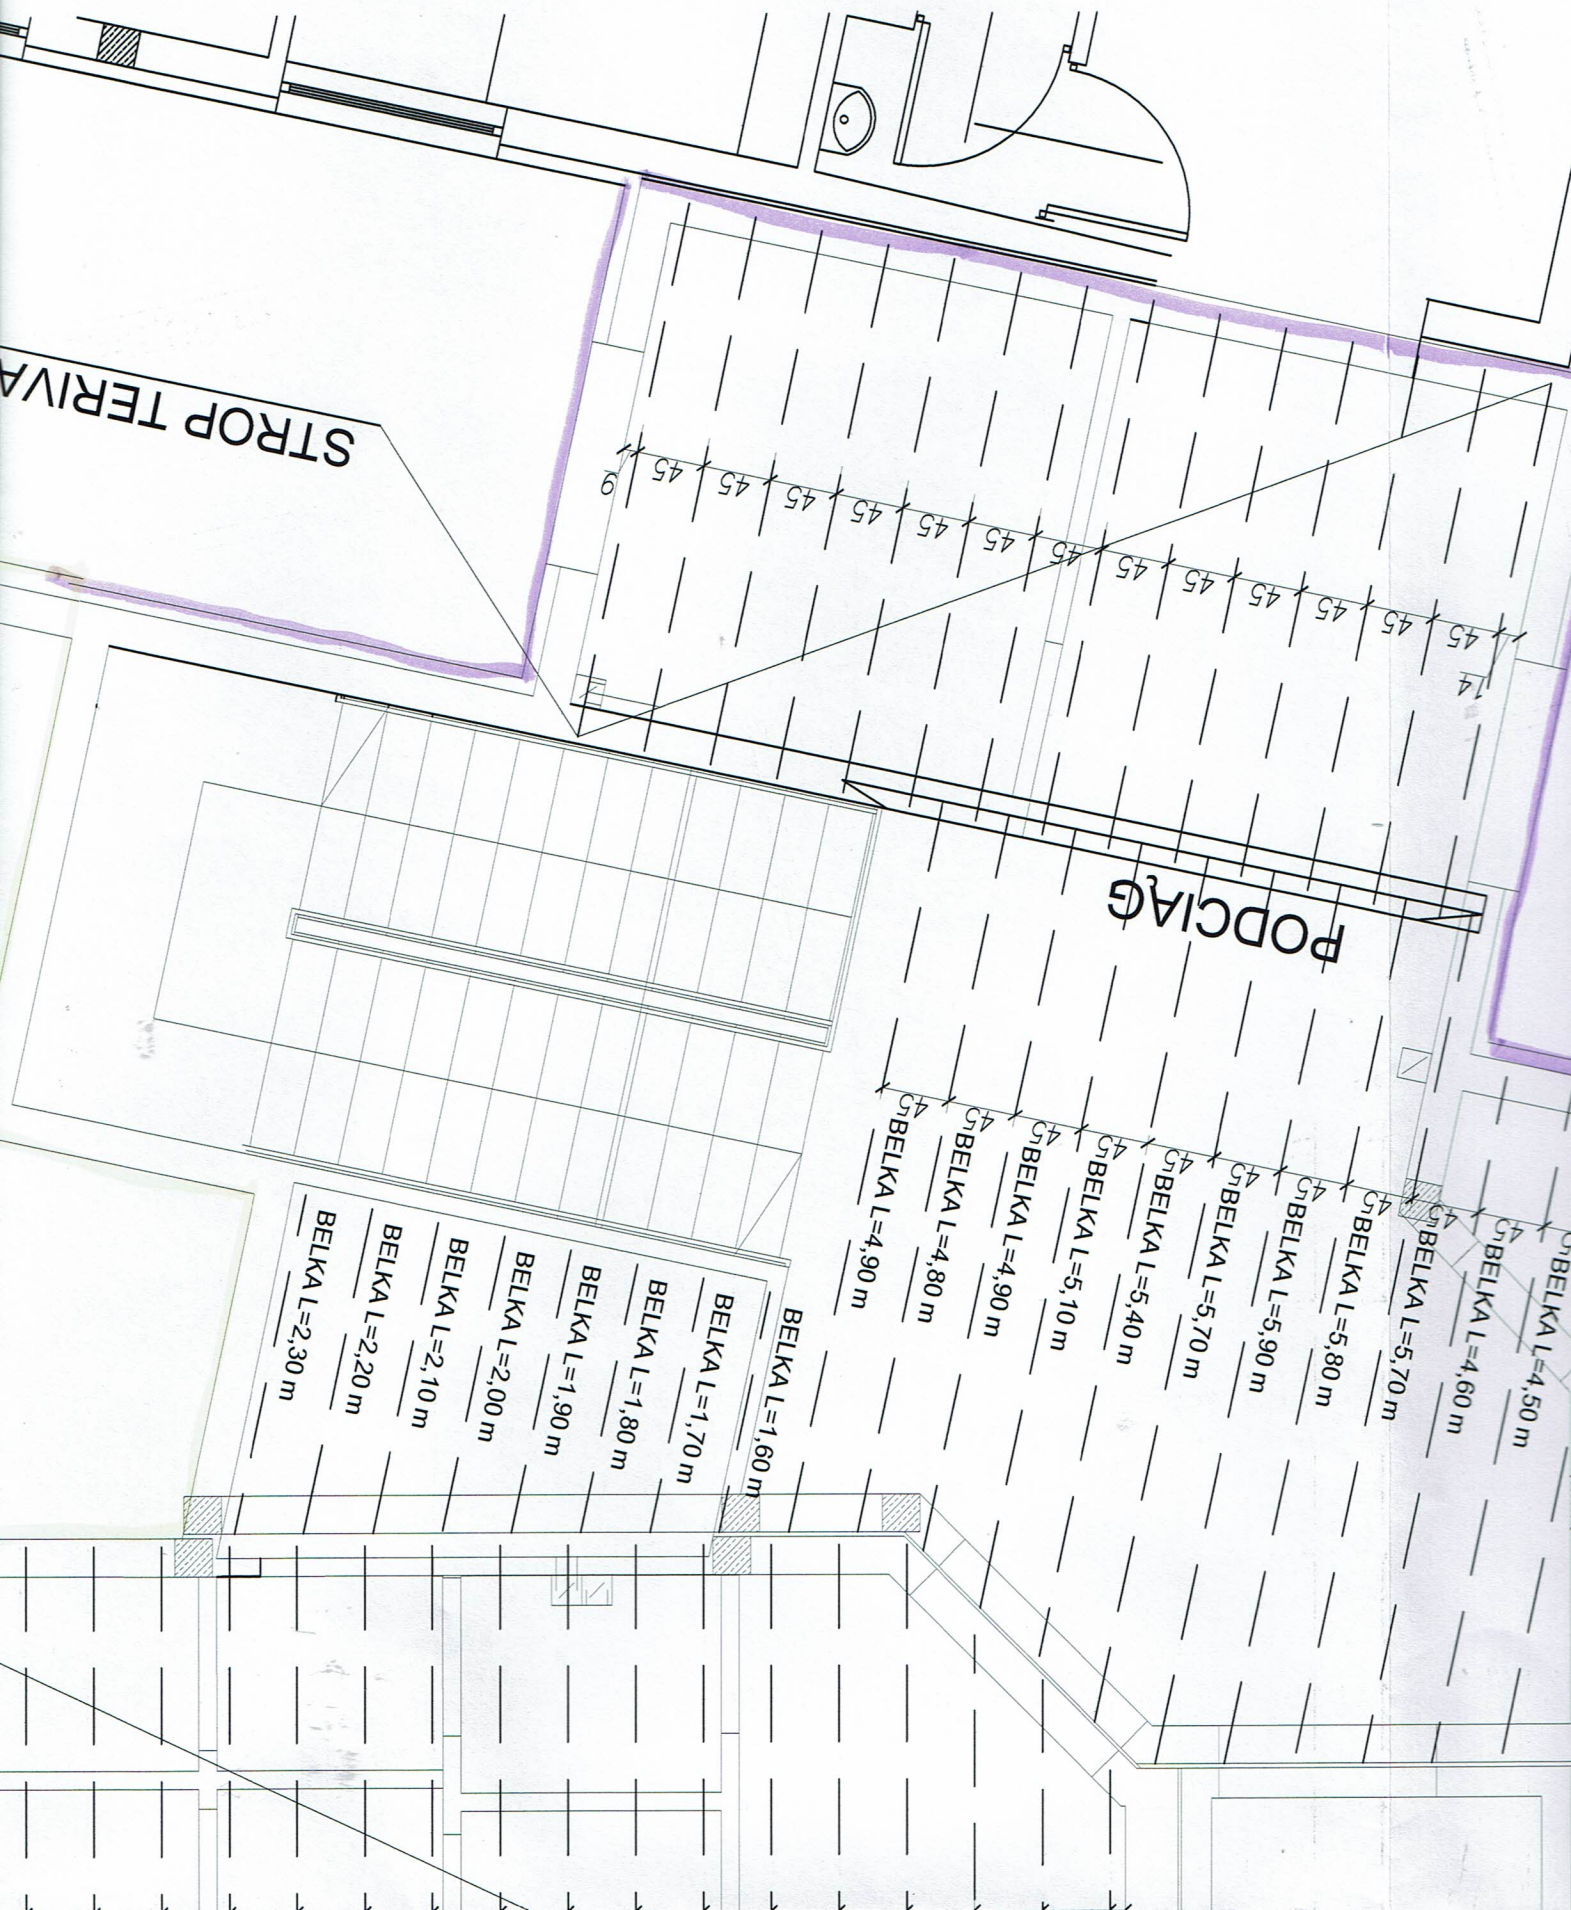 STROP TERIVA
9
45
45
45
45
45
45
45
45
45
45
45
45
45
14
PODCIĄG
45
45
45
45
45
45
45
45
45
45
BELKA L=4,90 m
BELKA L=4,80 m
BELKA L=4,90 m
BELKA L=5,10 m
BELKA L=5,40 m
BELKA L=5,70 m
BELKA L=5,90 m
BELKA L=5,80 m
BELKA L=5,70 m
BELKA L=4,60 m
BELKA L=4,50 m
BELKA L=2,30 m
BELKA L=2,20 m
BELKA L=2,10 m
BELKA L=2,00 m
BELKA L=1,90 m
BELKA L=1,80 m
BELKA L=1,70 m
BELKA L=1,60 m